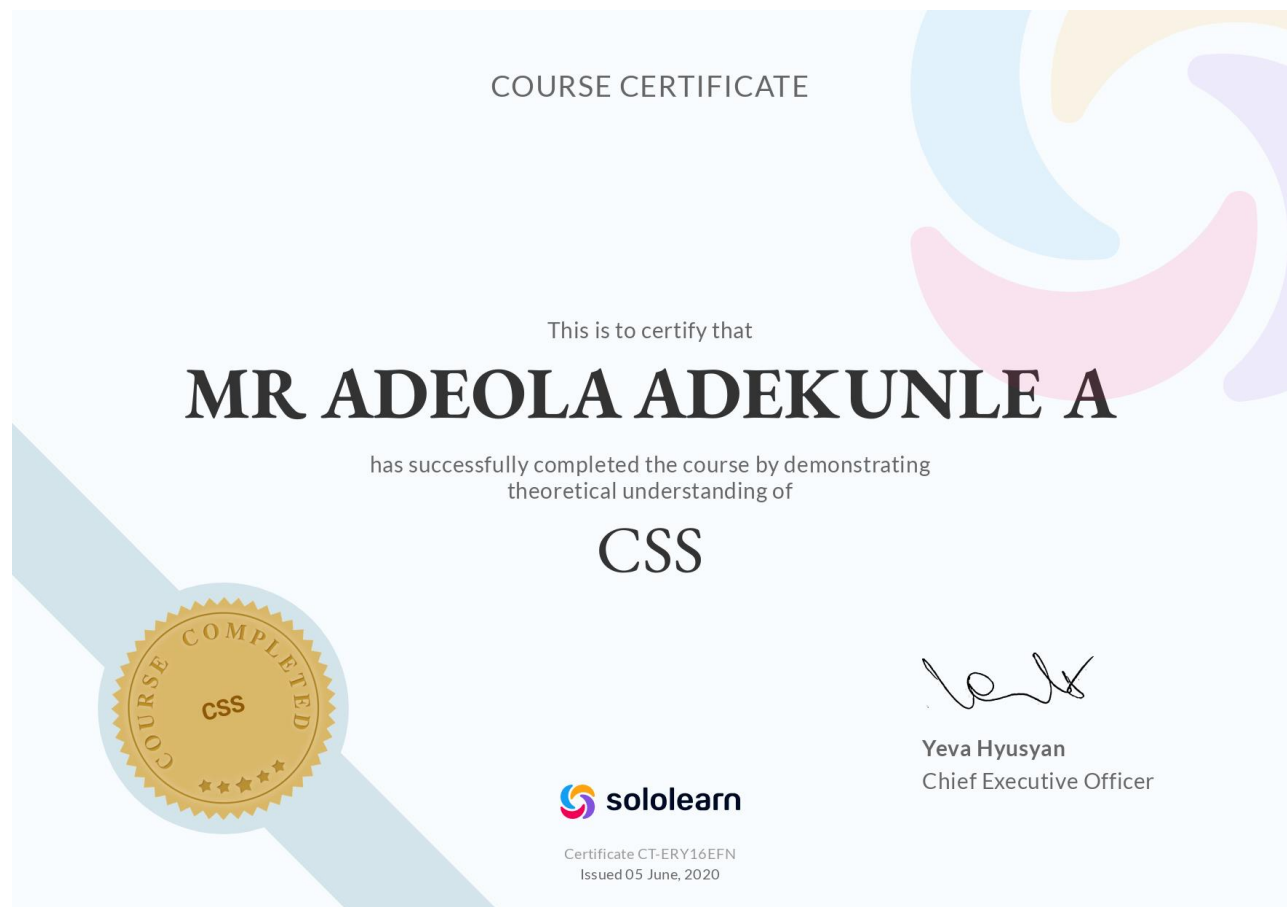 COURSE CERTIFICATE
This is to certify that
MR ADEOLA ADEKUNLE A
has successfully completed the course by demonstrating
theoretical understanding of
CSS
COURSE COMPLETED
CSS
Yeva Hyusyan
Chief Executive Officer
sololearn
Certificate CT-ERY16EFN
Issued 05 June, 2020